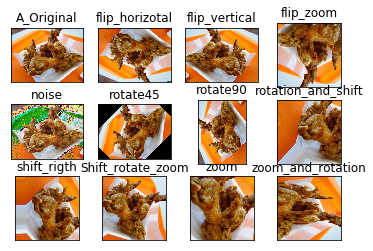 A_Original
flip_horizotal
flip_vertical
flip_zoom
noise
rotate45
rotate90
rotation_and_shift
shift_rigth
Shift_rotate_zoom
zoom
zoom_and_rotation